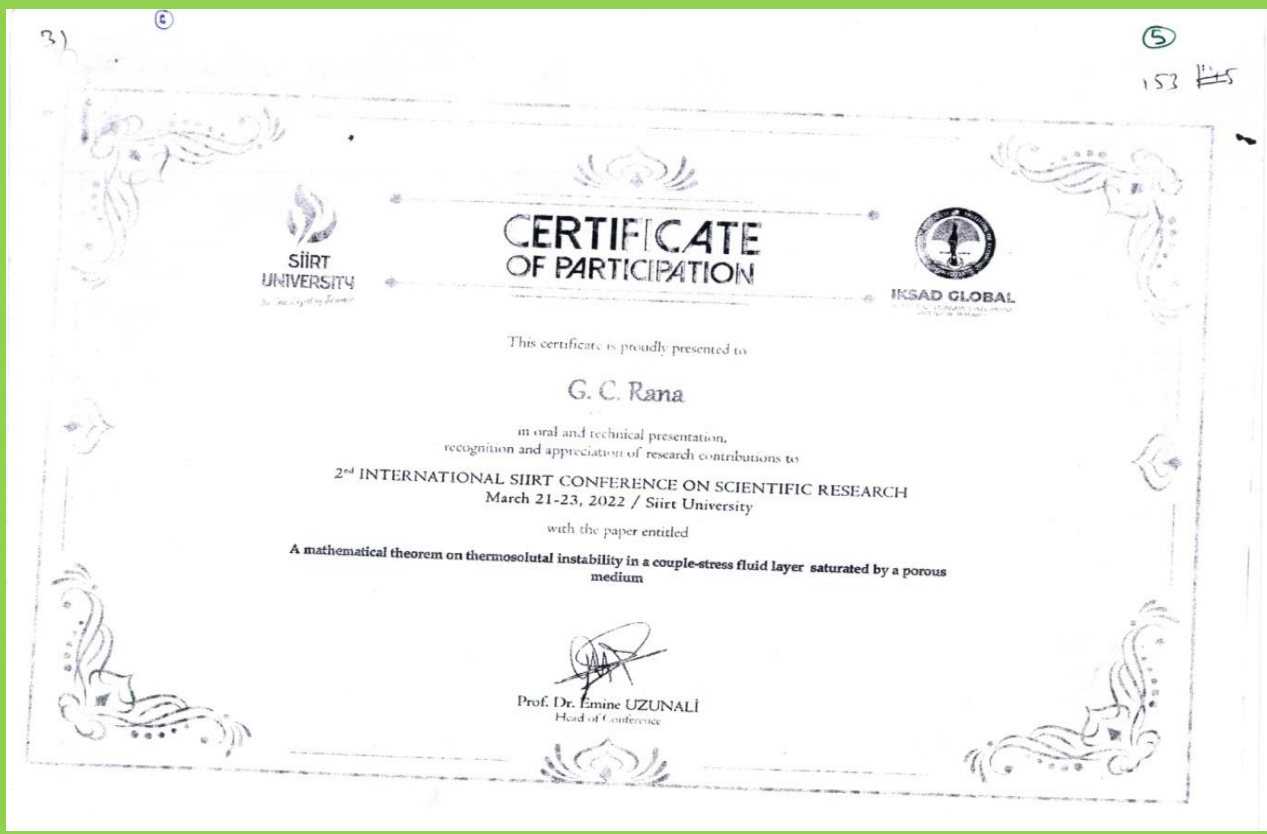 3)
5
153
SİİRT
UNIVERSITY
CERTIFICATE
OF PARTICIPATION
IKSAD GLOBAL
This certificate is proudly presented to
G. C. Rana
in oral and technical presentation,
recognition and appreciation of research contributions to
2nd INTERNATIONAL SIIRT CONFERENCE ON SCIENTIFIC RESEARCH
March 21-23, 2022 / Siirt University
with the paper entitled
A mathematical theorem on thermosolutal instability in a couple-stress fluid layer saturated by a porous
medium
Prof. Dr. Emine UZUNALİ
Head of Conference